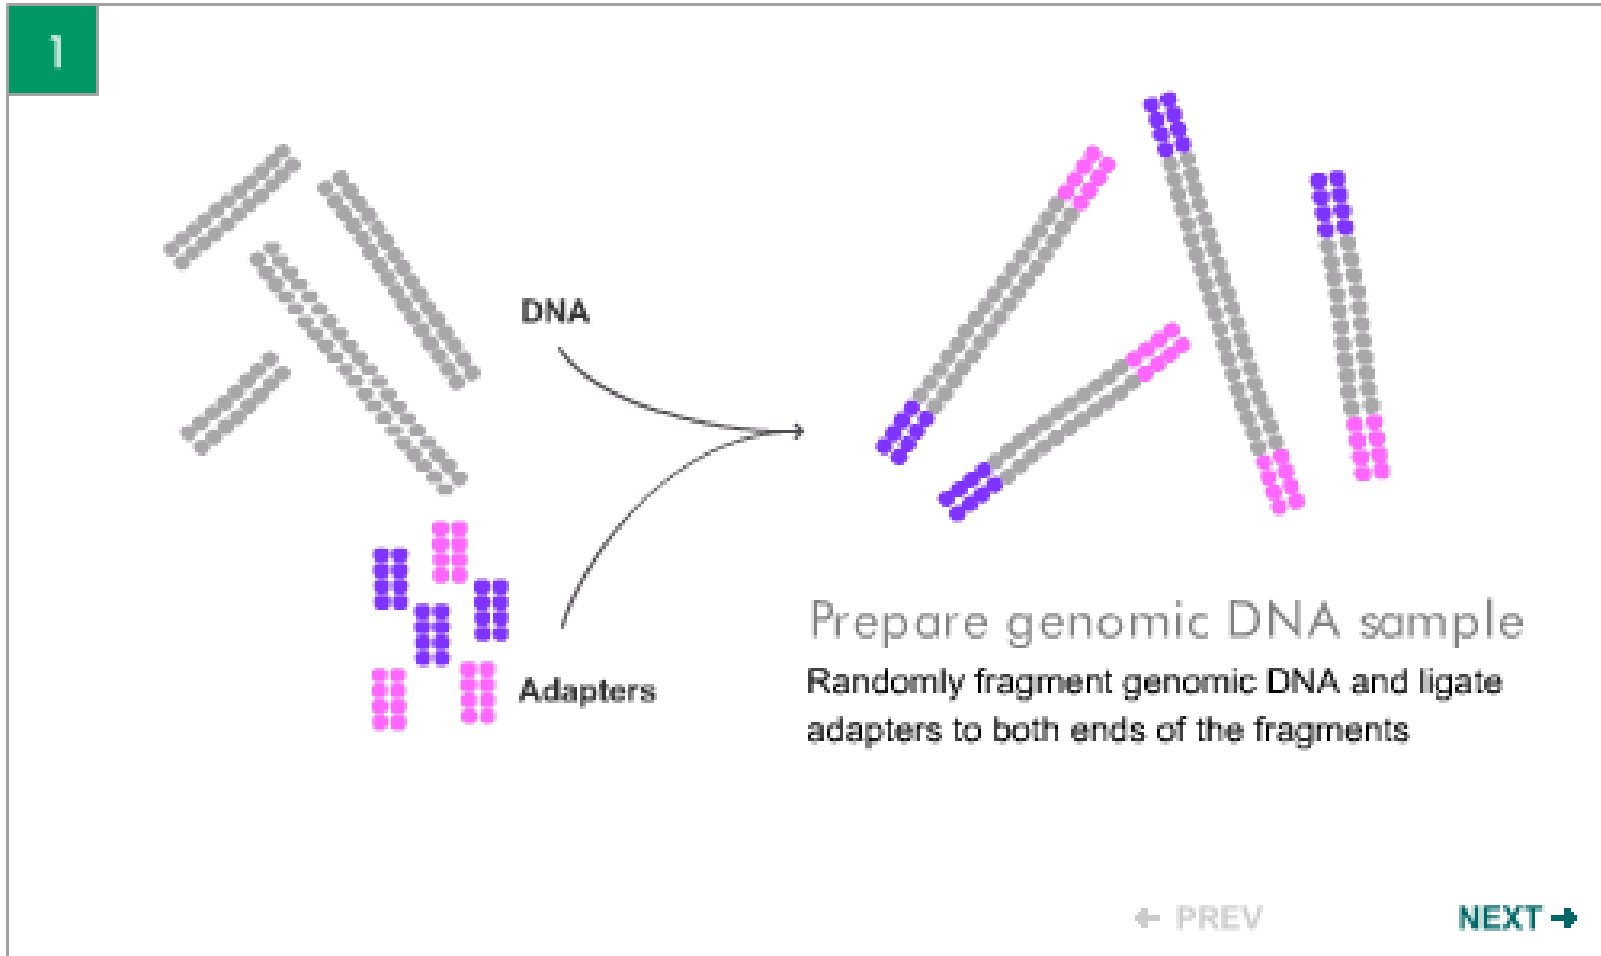 1
DNA
Adapters
Prepare genomic DNA sample
Randomly fragment genomic DNA and ligate
adapters to both ends of the fragments
← PREV
NEXT →